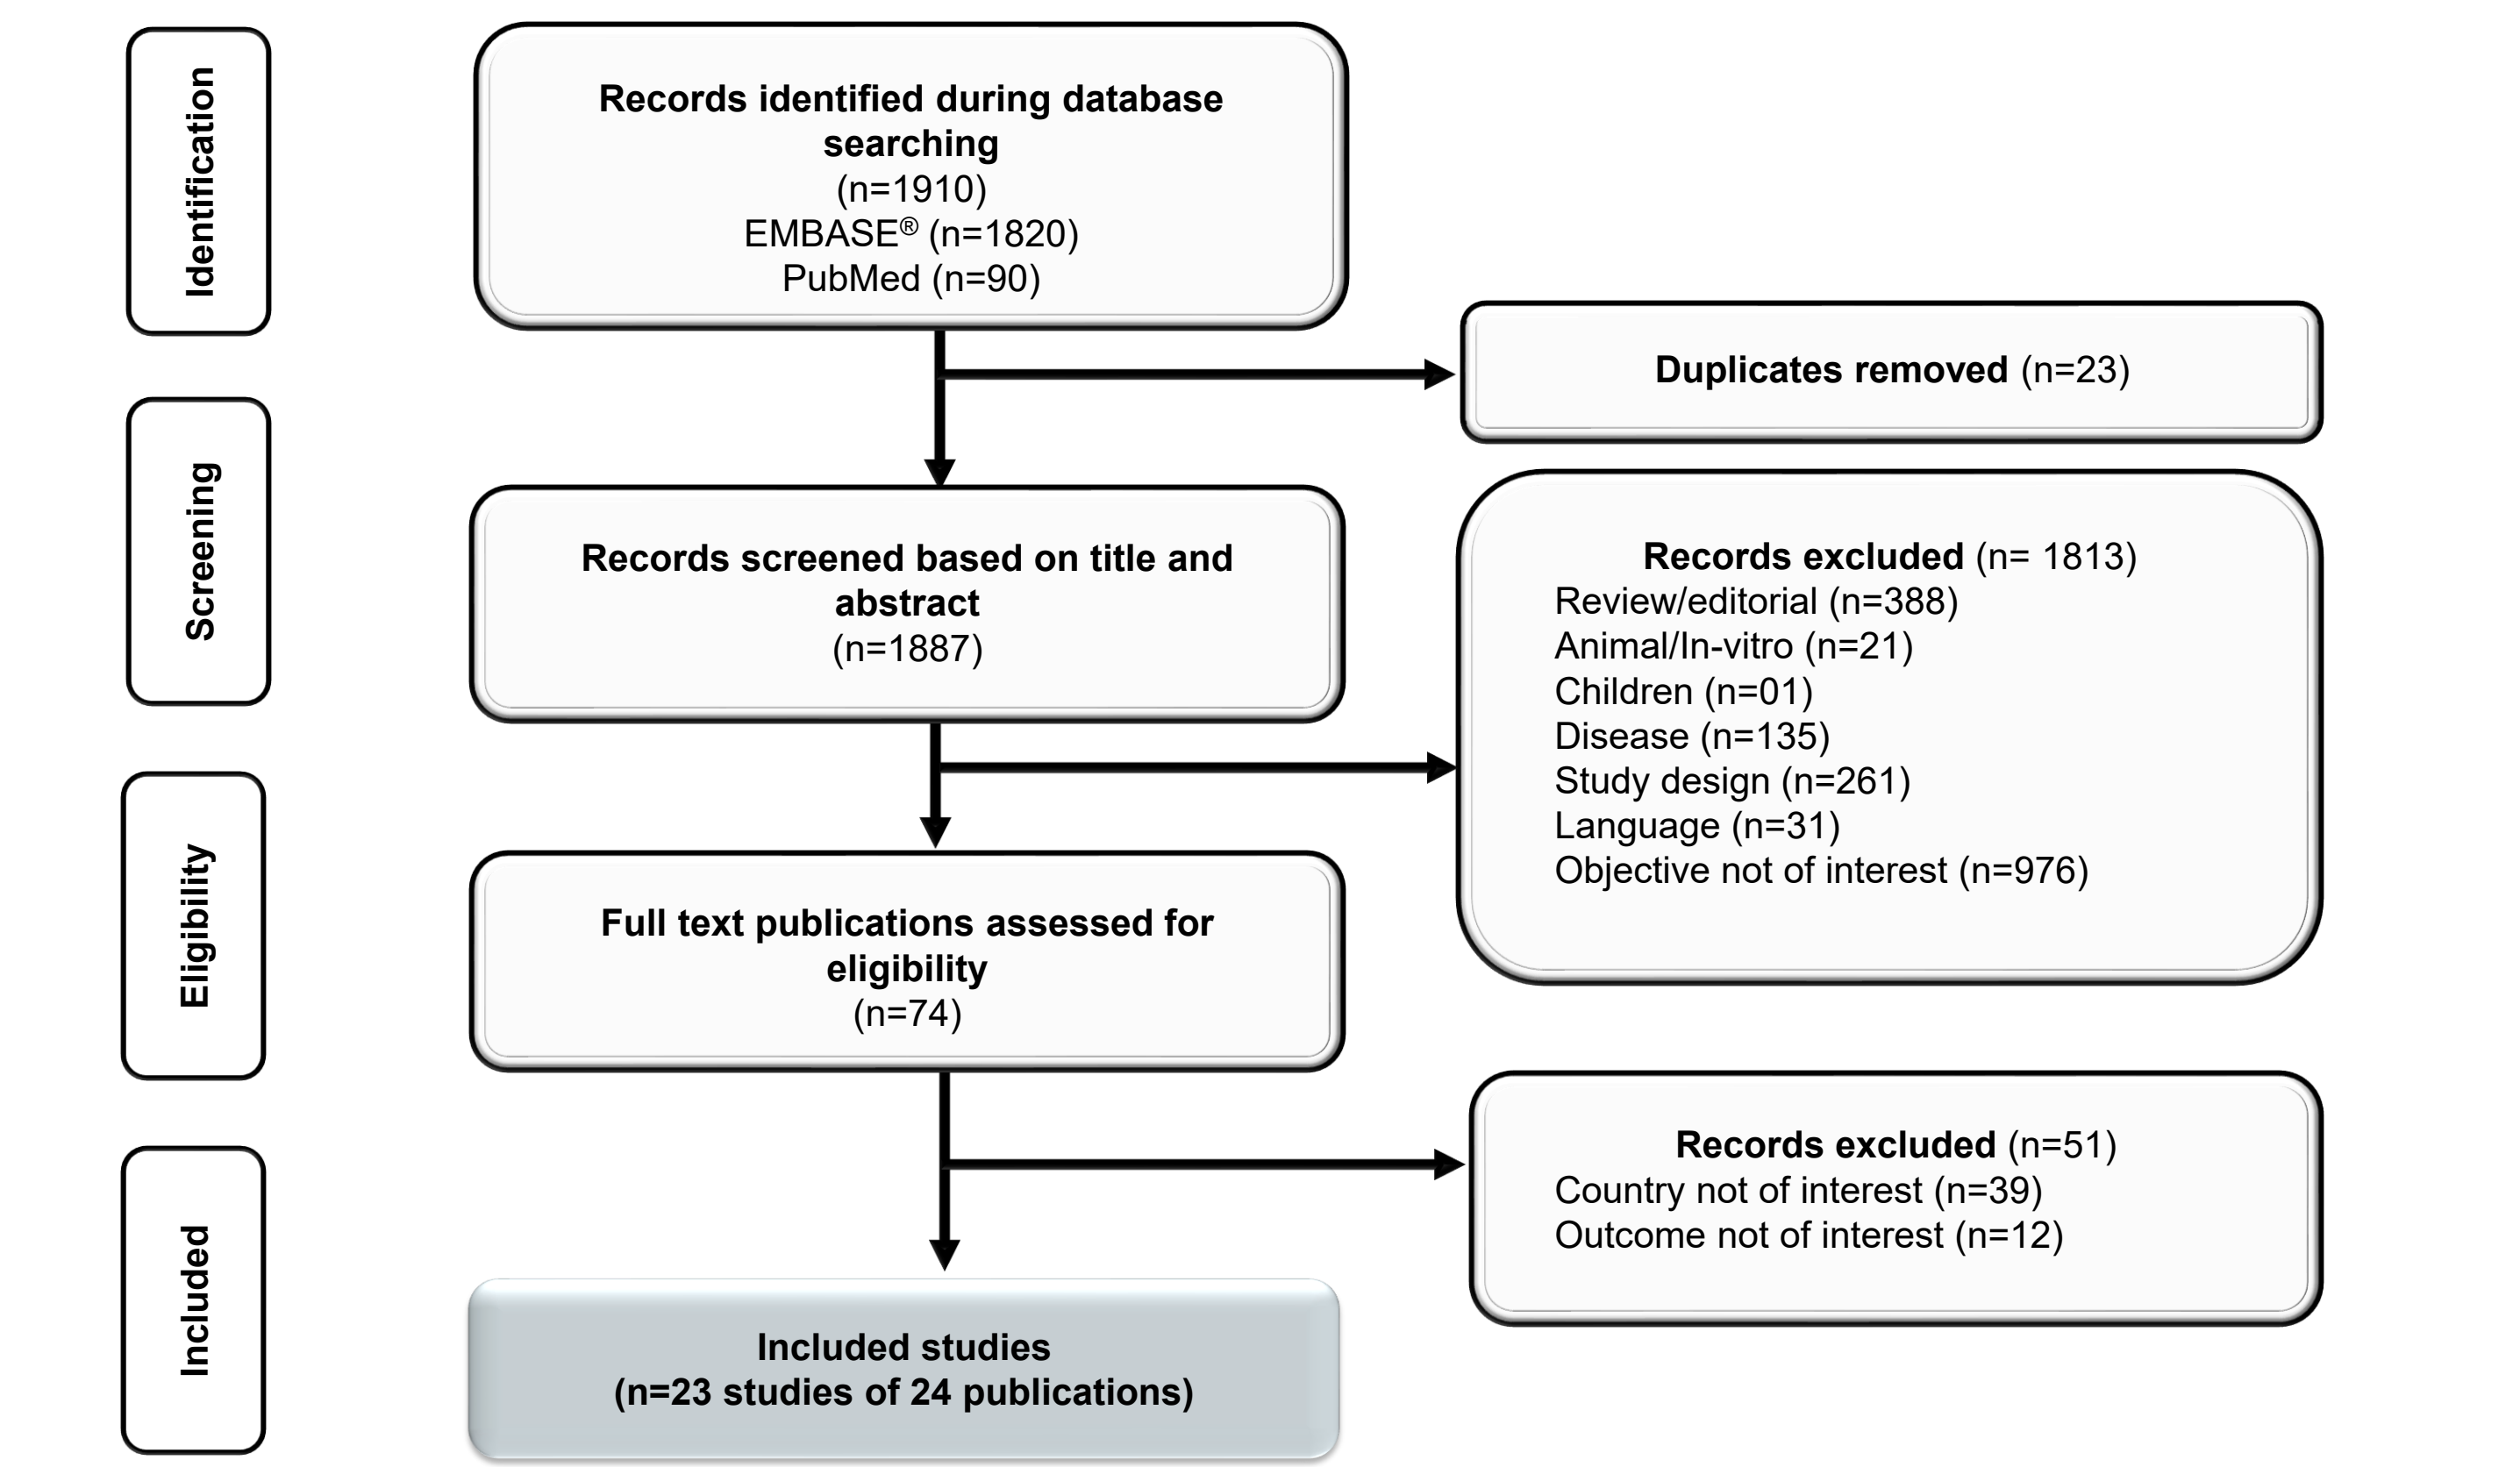 Identification
Records identified during database
searching
(n=1910)
EMBASE® (n=1820)
PubMed (n=90)
Duplicates removed (n=23)
Screening
Records screened based on title and
abstract
(n=1887)
Records excluded (n= 1813)
Review/editorial (n=388)
Animal/In-vitro (n=21)
Children (n=01)
Disease (n=135)
Study design (n=261)
Language (n=31)
Objective not of interest (n=976)
Eligibility
Full text publications assessed for
eligibility
(n=74)
Records excluded (n=51)
Country not of interest (n=39)
Outcome not of interest (n=12)
Included
Included studies
(n=23 studies of 24 publications)